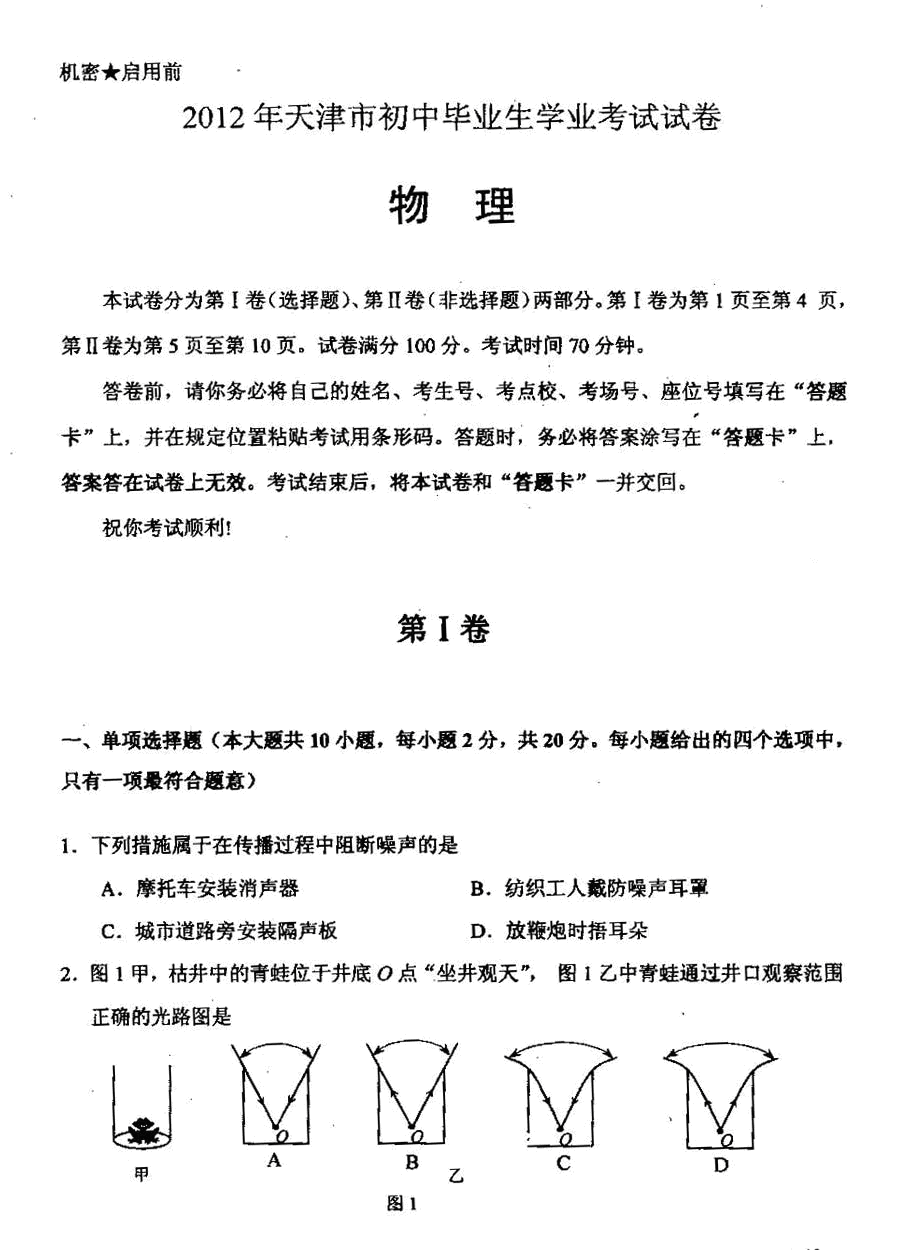 机密★启用前
2012 年天津市初中毕业生学业考试试卷
物 理
本试卷分为第Ⅰ卷(选择题)、第Ⅱ卷(非选择题)两部分。第Ⅰ卷为第 1 页至第 4 页,
第Ⅱ卷为第 5 页至第 10 页。试卷满分 100 分。考试时间 70 分钟。
答卷前,请你务必将自己的姓名、考生号、考点校、考场号、座位号填写在“答题
卡”上,并在规定位置粘贴考试用条形码。答题时,务必将答案涂写在“答题卡”上,
答案答在试卷上无效。考试结束后,将本试卷和“答题卡”一并交回。
祝你考试顺利!
第Ⅰ卷
一、单项选择题(本大题共 10 小题,每小题 2 分,共 20 分。每小题给出的四个选项中,
只有一项最符合题意)
1. 下列措施属于在传播过程中阻断噪声的是
A. 摩托车安装消声器 B. 纺织工人戴防噪声耳罩
C. 城市道路旁安装隔声板 D. 放鞭炮时捂耳朵
2. 图 1 甲,枯井中的青蛙位于井底 O 点“坐井观天”, 图 1 乙中青蛙通过井口观察范围
正确的光路图是
O O O O
甲 A B 乙 C D
图 1